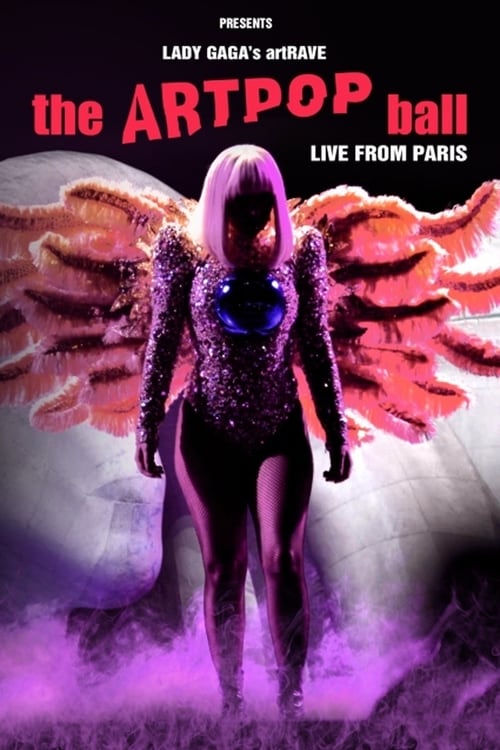 PRESENTS
LADY GAGA's artRAVE
the ARTPOP ball
LIVE FROM PARIS